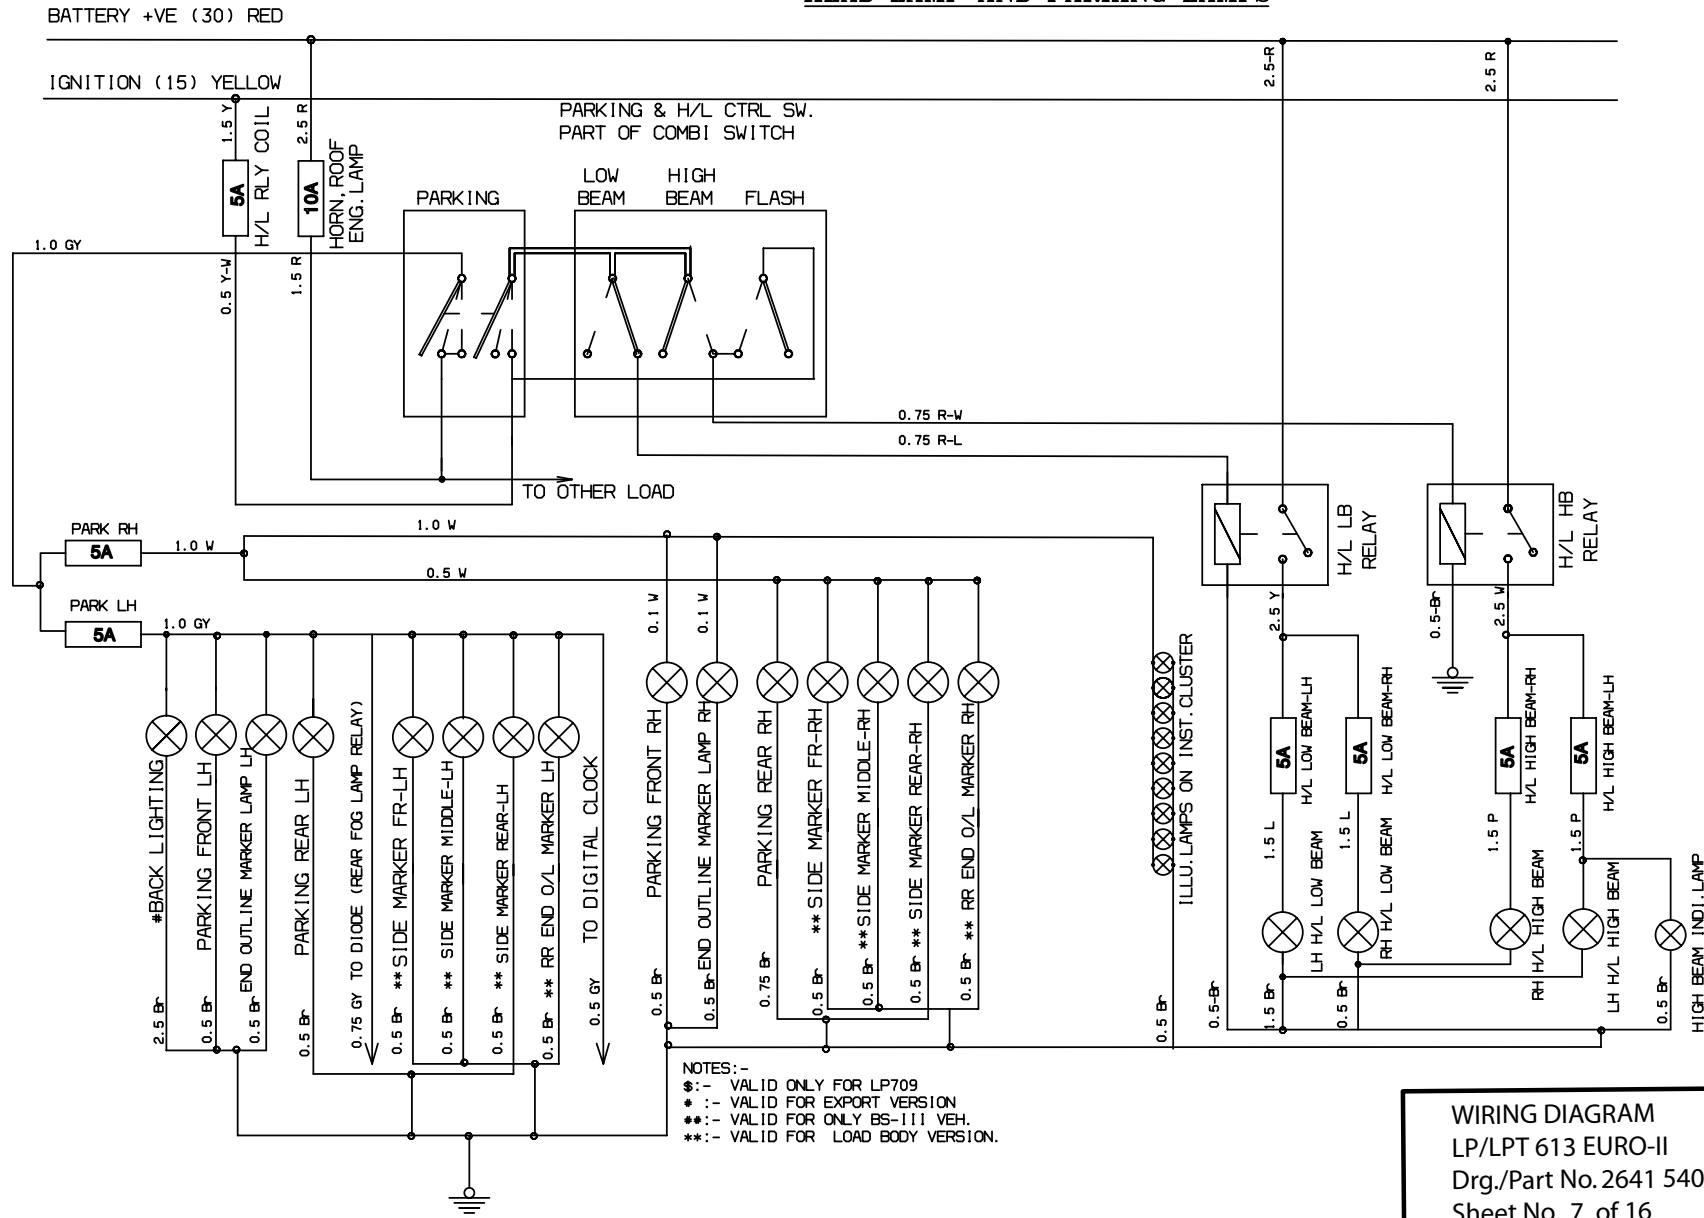 BATTERY +VE (30) RED
IGNITION (15) YELLOW
1.5 Y
5A
H/L RLY COIL
0.5 Y-W
2.5 R
10A
HORN, ROOF
ENG. LAMP
1.5 R
1.0 GY
PARKING & H/L CTRL SW.
PART OF COMBI SWITCH
PARKING
LOW
BEAM
HIGH
BEAM
FLASH
2.5-R
2.5 R
0.75 R-W
0.75 R-L
TO OTHER LOAD
PARK RH
5A
1.0 W
1.0 W
0.5 W
PARK LH
5A
1.0 GY
H/L LB
RELAY
H/L HB
RELAY
0.1 W
0.1 W
2.5 Y
0.5-Br
2.5 W
#BACK LIGHTING
2.5 Br
PARKING FRONT LH
0.5 Br
END OUTLINE MARKER LAMP LH
0.5 Br
PARKING REAR LH
0.5 Br
0.75 GY TO DIODE (REAR FOG LAMP RELAY)
**SIDE MARKER FR-LH
0.5 Br
** SIDE MARKER MIDDLE-LH
0.5 Br
** SIDE MARKER REAR-LH
0.5 Br
** RR END O/L MARKER LH
0.5 Br
TO DIGITAL CLOCK
0.5 GY
PARKING FRONT RH
0.5 Br
END OUTLINE MARKER LAMP RH
0.5 Br
PARKING REAR RH
0.75 Br
**SIDE MARKER FR-RH
0.5 Br
**SIDE MARKER MIDDLE-RH
0.5 Br
** SIDE MARKER REAR-RH
0.5 Br
** RR END O/L MARKER RH
0.5 Br
ILLU.LAMPS ON INST.CLUSTER
0.5 Br
5A
H/L LOW BEAM-LH
5A
H/L LOW BEAM-RH
5A
H/L HIGH BEAM-RH
5A
H/L HIGH BEAM-LH
1.5 L
1.5 L
1.5 P
1.5 P
LH H/L LOW BEAM
RH H/L LOW BEAM
RH H/L HIGH BEAM
LH H/L HIGH BEAM
HIGH BEAM INDI.LAMP
0.5-Br
1.5 Br
0.5 Br
0.5 Br
NOTES:-
$:- VALID ONLY FOR LP709
# :- VALID FOR EXPORT VERSION
##:- VALID FOR ONLY BS-III VEH.
**:- VALID FOR LOAD BODY VERSION.
WIRING DIAGRAM
LP/LPT 613 EURO-II
Drg./Part No. 2641 540
Sheet No. 7 of 16